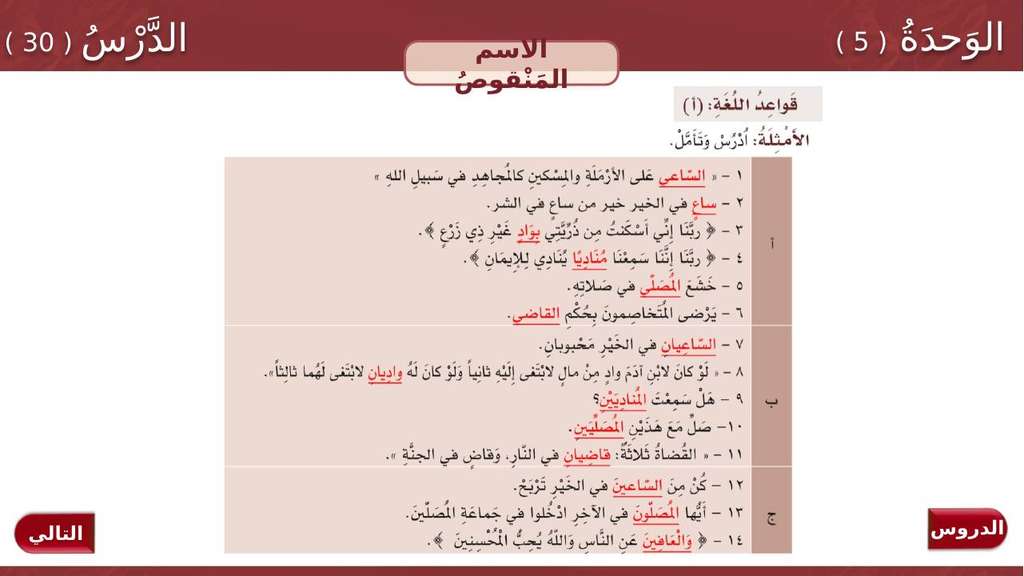 الوَحدَةُ ( 5 )
الدَّرْسُ ( 30 )
الاسم
المَنْقوصُ
قَواعِدُ اللُغَةِ: (أ)
الأَمْثِلَةُ: اُدْرُسْ وَتَأَمَّلْ.
أ
١ - « السّاعي عَلى الأَرْمَلَةِ والمِسْكينِ كالمُجاهِدِ في سَبيلِ اللهِ »
٢ - ساعٍ في الخير خير من ساعٍ في الشر.
٣ - ﴿ ربَّنَا إِنِّي أَسْكَنتُ مِن ذُرِّيَّتِي بِوَادٍ غَيْرِ ذِي زَرْعٍ ﴾.
٤ - ﴿ ربَّنَا إِنَّنَا سَمِعْنَا مُنَادِيًا يُنَادِي لِلإِيمَانِ ﴾.
٥ - خَشَعَ المُصَلّي في صَلاتِهِ.
٦ - يَرْضى المُتَخاصِمونَ بِحُكْمِ القاضي.
ب
٧ - السّاعِيانِ في الخَيْرِ مَحْبوبانِ.
٨ - « لَوْ كانَ لابْنِ آدَمَ وادٍ مِنْ مالٍ لابْتَغى إِلَيْهِ ثانِياً وَلَوْ كانَ لَهُ وادِيانِ لابْتَغى لَهُما ثالِثاً».
٩ - هَلْ سَمِعْتَ المُنادِيَيْنِ؟
١٠- صَلِّ مَعَ هَذَيْنِ المُصَلِّيَينِ.
١١ - « القُضاةُ ثَلاثَةٌ: قاضِيانِ في النّارِ، وَقاضٍ في الجنَّةِ ».
ج
١٢ - كُنْ مِنَ السّاعينَ في الخَيْرِ تَرْبَحْ.
١٣ - أَيُّها المُصَلّونَ في الآخِرِ ادْخُلوا في جَماعَةِ المُصَلّينَ.
١٤ - ﴿ وَالْعَافِينَ عَنِ النَّاسِ وَاللَّهُ يُحِبُّ الْمُحْسِنِينَ ﴾.
الدروس
التالي